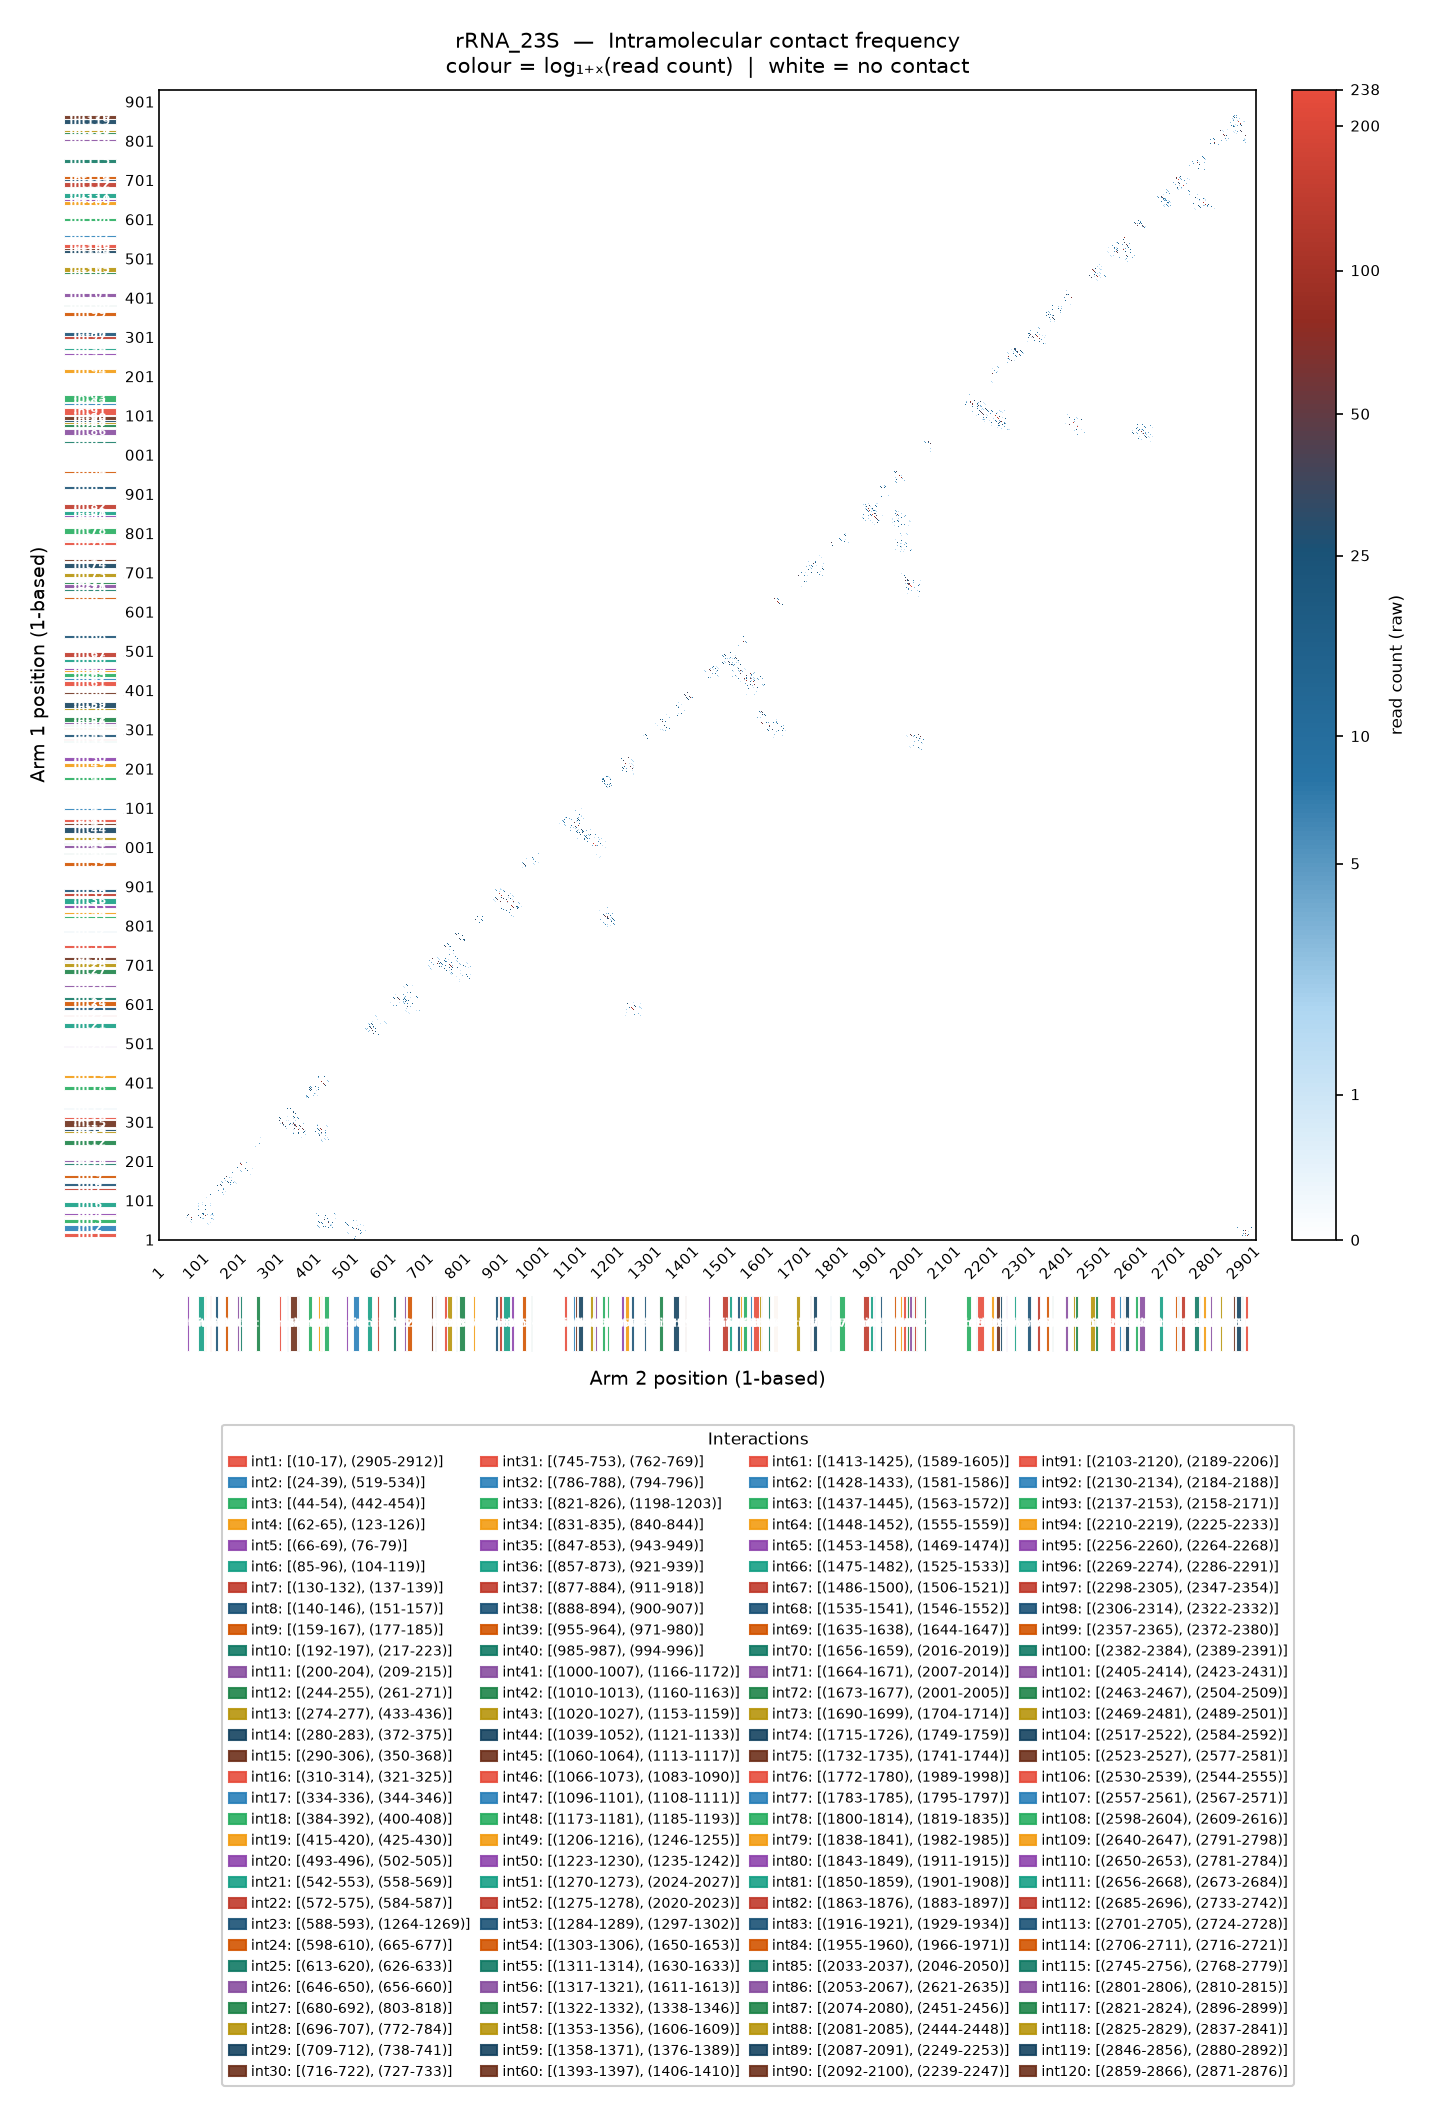 rRNA_23S — Intramolecular contact frequency
colour = log₁₊ₓ(read count) | white = no contact
901
801
701
601
501
401
301
201
101
001
901
801
701
601
501
401
301
201
101
001
901
801
701
601
501
401
301
201
101
1
Arm 1 position (1-based)
1
101
201
301
401
501
601
701
801
901
1001
1101
1201
1301
1401
1501
1601
1701
1801
1901
2001
2101
2201
2301
2401
2501
2601
2701
2801
2901
Arm 2 position (1-based)
238
200
100
50
25
10
5
1
0
read count (raw)
Interactions
int1: [(10-17), (2905-2912)]
int2: [(24-39), (519-534)]
int3: [(44-54), (442-454)]
int4: [(62-65), (123-126)]
int5: [(66-69), (76-79)]
int6: [(85-96), (104-119)]
int7: [(130-132), (137-139)]
int8: [(140-146), (151-157)]
int9: [(159-167), (177-185)]
int10: [(192-197), (217-223)]
int11: [(200-204), (209-215)]
int12: [(244-255), (261-271)]
int13: [(274-277), (433-436)]
int14: [(280-283), (372-375)]
int15: [(290-306), (350-368)]
int16: [(310-314), (321-325)]
int17: [(334-336), (344-346)]
int18: [(384-392), (400-408)]
int19: [(415-420), (425-430)]
int20: [(493-496), (502-505)]
int21: [(542-553), (558-569)]
int22: [(572-575), (584-587)]
int23: [(588-593), (1264-1269)]
int24: [(598-610), (665-677)]
int25: [(613-620), (626-633)]
int26: [(646-650), (656-660)]
int27: [(680-692), (803-818)]
int28: [(696-707), (772-784)]
int29: [(709-712), (738-741)]
int30: [(716-722), (727-733)]
int31: [(745-753), (762-769)]
int32: [(786-788), (794-796)]
int33: [(821-826), (1198-1203)]
int34: [(831-835), (840-844)]
int35: [(847-853), (943-949)]
int36: [(857-873), (921-939)]
int37: [(877-884), (911-918)]
int38: [(888-894), (900-907)]
int39: [(955-964), (971-980)]
int40: [(985-987), (994-996)]
int41: [(1000-1007), (1166-1172)]
int42: [(1010-1013), (1160-1163)]
int43: [(1020-1027), (1153-1159)]
int44: [(1039-1052), (1121-1133)]
int45: [(1060-1064), (1113-1117)]
int46: [(1066-1073), (1083-1090)]
int47: [(1096-1101), (1108-1111)]
int48: [(1173-1181), (1185-1193)]
int49: [(1206-1216), (1246-1255)]
int50: [(1223-1230), (1235-1242)]
int51: [(1270-1273), (2024-2027)]
int52: [(1275-1278), (2020-2023)]
int53: [(1284-1289), (1297-1302)]
int54: [(1303-1306), (1650-1653)]
int55: [(1311-1314), (1630-1633)]
int56: [(1317-1321), (1611-1613)]
int57: [(1322-1332), (1338-1346)]
int58: [(1353-1356), (1606-1609)]
int59: [(1358-1371), (1376-1389)]
int60: [(1393-1397), (1406-1410)]
int61: [(1413-1425), (1589-1605)]
int62: [(1428-1433), (1581-1586)]
int63: [(1437-1445), (1563-1572)]
int64: [(1448-1452), (1555-1559)]
int65: [(1453-1458), (1469-1474)]
int66: [(1475-1482), (1525-1533)]
int67: [(1486-1500), (1506-1521)]
int68: [(1535-1541), (1546-1552)]
int69: [(1635-1638), (1644-1647)]
int70: [(1656-1659), (2016-2019)]
int71: [(1664-1671), (2007-2014)]
int72: [(1673-1677), (2001-2005)]
int73: [(1690-1699), (1704-1714)]
int74: [(1715-1726), (1749-1759)]
int75: [(1732-1735), (1741-1744)]
int76: [(1772-1780), (1989-1998)]
int77: [(1783-1785), (1795-1797)]
int78: [(1800-1814), (1819-1835)]
int79: [(1838-1841), (1982-1985)]
int80: [(1843-1849), (1911-1915)]
int81: [(1850-1859), (1901-1908)]
int82: [(1863-1876), (1883-1897)]
int83: [(1916-1921), (1929-1934)]
int84: [(1955-1960), (1966-1971)]
int85: [(2033-2037), (2046-2050)]
int86: [(2053-2067), (2621-2635)]
int87: [(2074-2080), (2451-2456)]
int88: [(2081-2085), (2444-2448)]
int89: [(2087-2091), (2249-2253)]
int90: [(2092-2100), (2239-2247)]
int91: [(2103-2120), (2189-2206)]
int92: [(2130-2134), (2184-2188)]
int93: [(2137-2153), (2158-2171)]
int94: [(2210-2219), (2225-2233)]
int95: [(2256-2260), (2264-2268)]
int96: [(2269-2274), (2286-2291)]
int97: [(2298-2305), (2347-2354)]
int98: [(2306-2314), (2322-2332)]
int99: [(2357-2365), (2372-2380)]
int100: [(2382-2384), (2389-2391)]
int101: [(2405-2414), (2423-2431)]
int102: [(2463-2467), (2504-2509)]
int103: [(2469-2481), (2489-2501)]
int104: [(2517-2522), (2584-2592)]
int105: [(2523-2527), (2577-2581)]
int106: [(2530-2539), (2544-2555)]
int107: [(2557-2561), (2567-2571)]
int108: [(2598-2604), (2609-2616)]
int109: [(2640-2647), (2791-2798)]
int110: [(2650-2653), (2781-2784)]
int111: [(2656-2668), (2673-2684)]
int112: [(2685-2696), (2733-2742)]
int113: [(2701-2705), (2724-2728)]
int114: [(2706-2711), (2716-2721)]
int115: [(2745-2756), (2768-2779)]
int116: [(2801-2806), (2810-2815)]
int117: [(2821-2824), (2896-2899)]
int118: [(2825-2829), (2837-2841)]
int119: [(2846-2856), (2880-2892)]
int120: [(2859-2866), (2871-2876)]